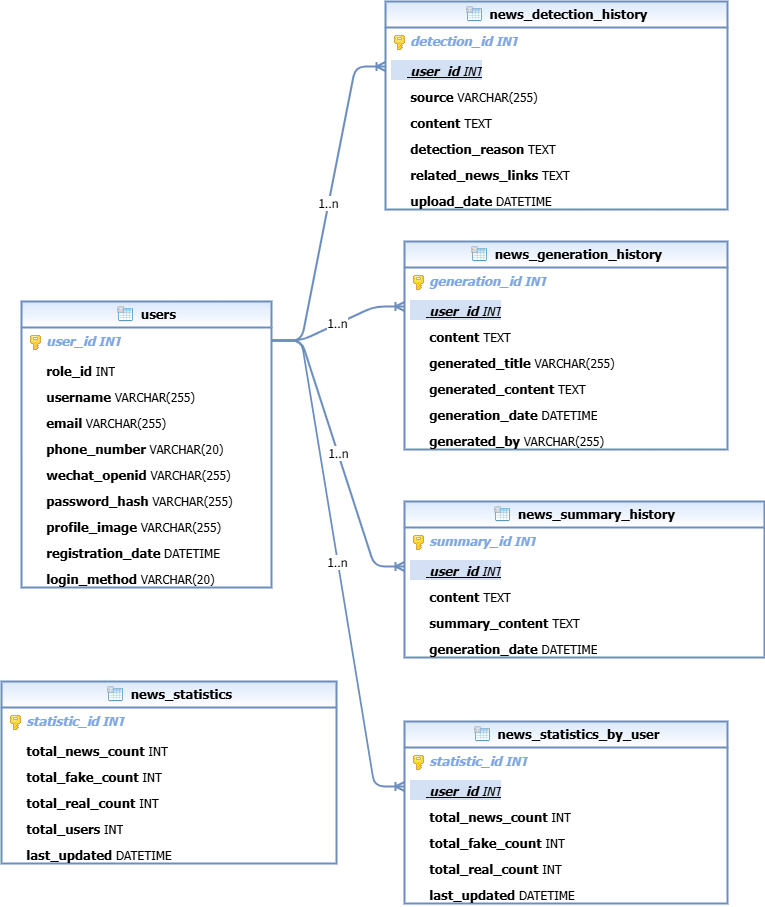 news_detection_history
detection_id INT
user_id INT
source VARCHAR(255)
content TEXT
detection_reason TEXT
related_news_links TEXT
upload_date DATETIME
1..n
news_generation_history
generation_id INT
user_id INT
content TEXT
generated_title VARCHAR(255)
generated_content TEXT
generation_date DATETIME
generated_by VARCHAR(255)
1..n
users
user_id INT
role_id INT
username VARCHAR(255)
email VARCHAR(255)
phone_number VARCHAR(20)
wechat_openid VARCHAR(255)
password_hash VARCHAR(255)
profile_image VARCHAR(255)
registration_date DATETIME
login_method VARCHAR(20)
1..n
news_summary_history
summary_id INT
user_id INT
content TEXT
summary_content TEXT
generation_date DATETIME
1..n
news_statistics
statistic_id INT
total_news_count INT
total_fake_count INT
total_real_count INT
total_users INT
last_updated DATETIME
news_statistics_by_user
statistic_id INT
user_id INT
total_news_count INT
total_fake_count INT
total_real_count INT
last_updated DATETIME